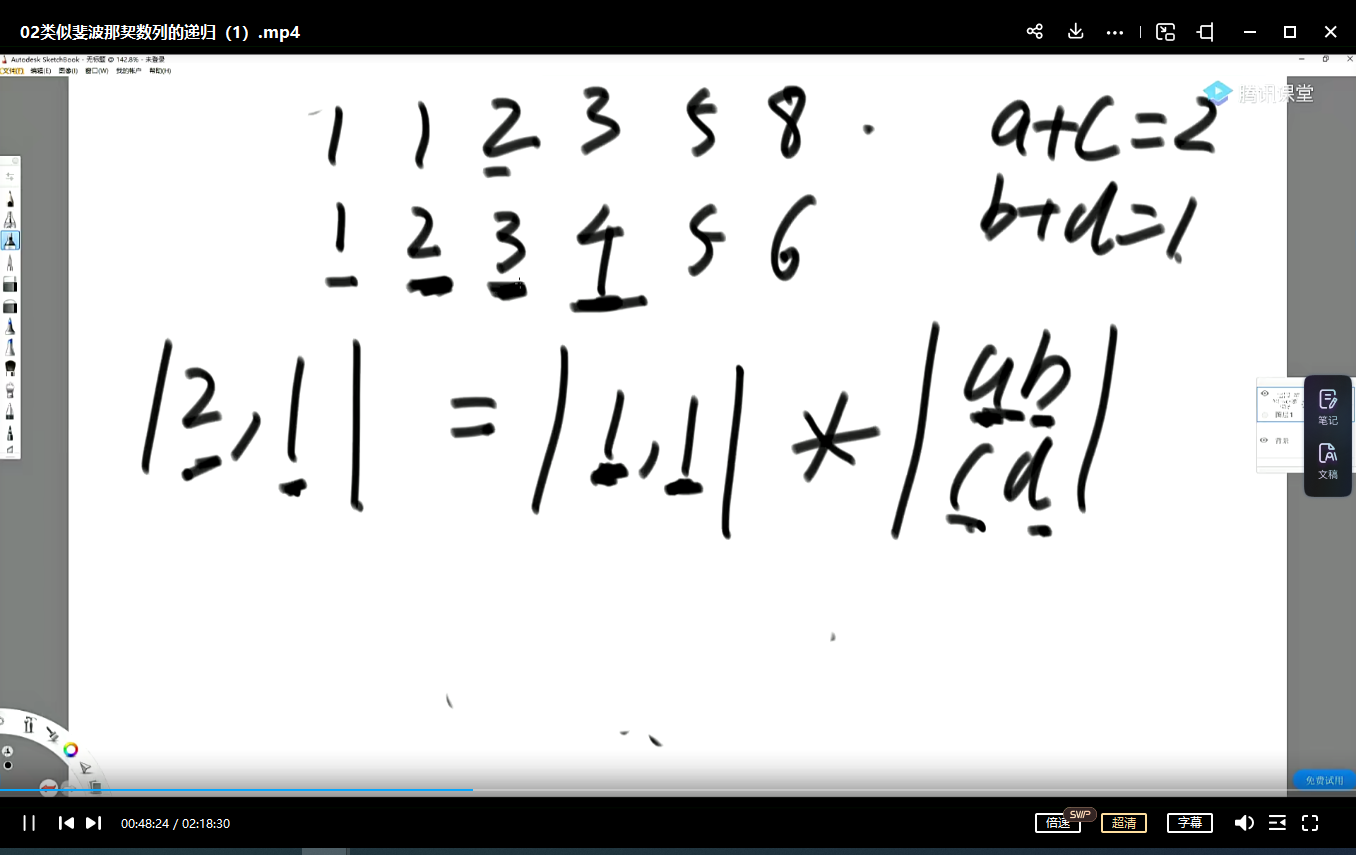 02类似斐波那契数列的递归（1）.mp4
Autodesk SketchBook - 无标题 @ 142.8% - 未登录
文件(F) 编辑(E) 图像(I) 窗口(W) 我的帐户 帮助(H)
腾讯课堂
1 1 2 3 5 8 .
a+c=2
1 2 3 4 5 6
b+d=1
|2,1| = |1,1| * |a b
c d|
笔记
文稿
图层1
背景
免费试用
00:48:24 / 02:18:30
倍速
SVIP
超清
字幕